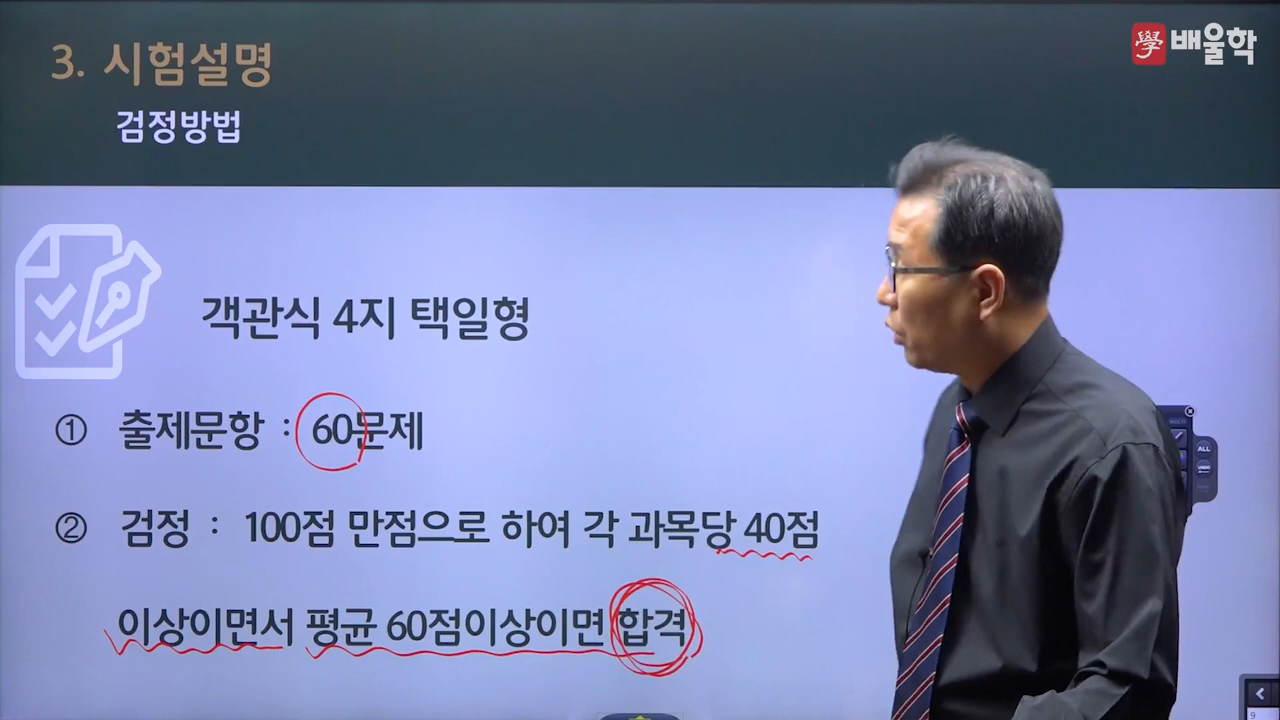 3. 시험설명
검정방법
學 배울학
객관식 4지 택일형
① 출제문항 : 60문제
② 검정 : 100점 만점으로 하여 각 과목당 40점
이상이면서 평균 60점이상이면 합격
ALL
UNDO
9